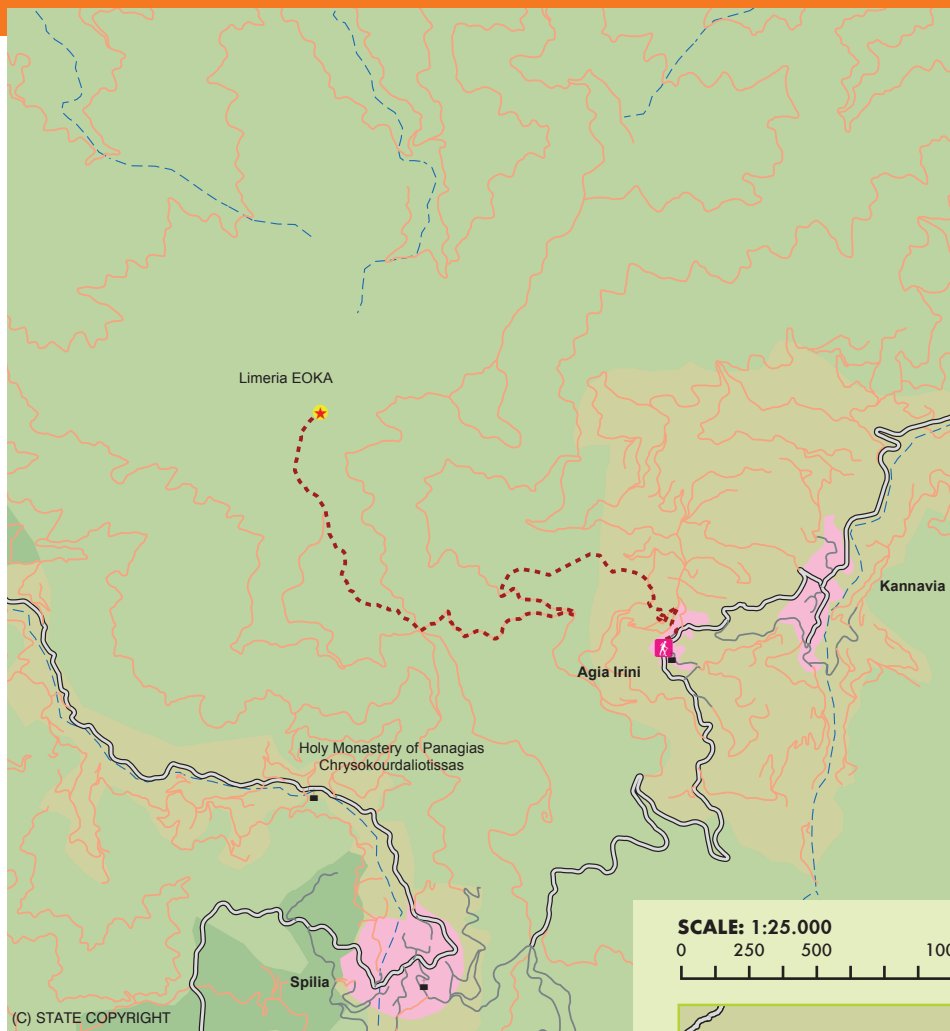 Limeria EOKA
Kannavia
Agia Irini
Holy Monastery of Panagias
Chrysokourdaliotissas
Spilia
SCALE: 1:25.000
0 250 500 100
(C) STATE COPYRIGHT